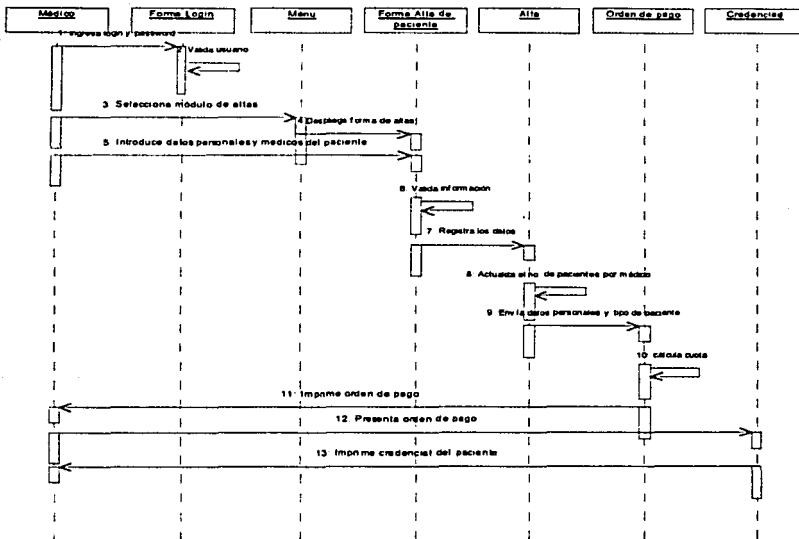 Médico
Forma Login
Menu
Forma Alta de
paciente
Alta
Orden de pago
Credencial
1: Ingresa login y password
2: Valida usuario
3: Selecciona módulo de altas
4: Despliega forma de altas
5: Introduce datos personales y medicos del paciente
6: Valida información
7: Registra los datos
8: Actualiza el no. de pacientes por médico
9: Envía datos personales y tipo de paciente
10: calcula cuota
11: Imprime orden de pago
12: Presenta orden de pago
13: Imprime credencial del paciente